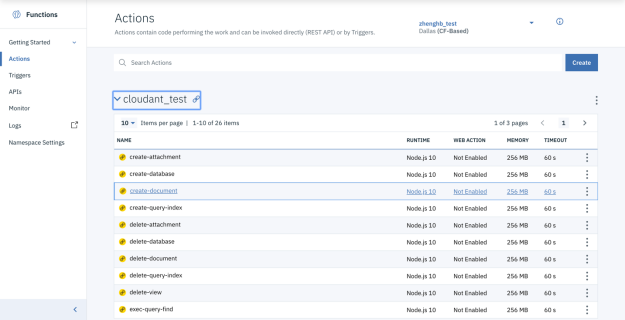 Functions
Getting Started
Actions
Triggers
APIs
Monitor
Logs
Namespace Settings
Actions
Actions contain code performing the work and can be invoked directly (REST API) or by Triggers.
zhenghb_test
Dallas (CF-Based)
Search Actions
Create
cloudant_test
10 Items per page | 1-10 of 26 items 1 of 3 pages 1
NAME RUNTIME WEB ACTION MEMORY TIMEOUT
create-attachment Node.js 10 Not Enabled 256 MB 60 s
create-database Node.js 10 Not Enabled 256 MB 60 s
create-document Node.js 10 Not Enabled 256 MB 60 s
create-query-index Node.js 10 Not Enabled 256 MB 60 s
delete-attachment Node.js 10 Not Enabled 256 MB 60 s
delete-database Node.js 10 Not Enabled 256 MB 60 s
delete-document Node.js 10 Not Enabled 256 MB 60 s
delete-query-index Node.js 10 Not Enabled 256 MB 60 s
delete-view Node.js 10 Not Enabled 256 MB 60 s
exec-query-find Node.js 10 Not Enabled 256 MB 60 s